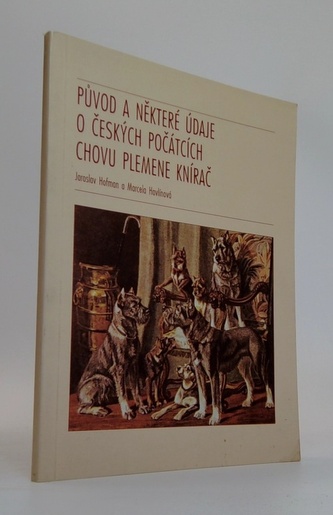 PŮVOD A NĚKTERÉ ÚDAJE
O ČESKÝCH POČÁTCÍCH
CHOVU PLEMENE KNÍRAČ
Jaroslav Hofman a Marcela Havlínová